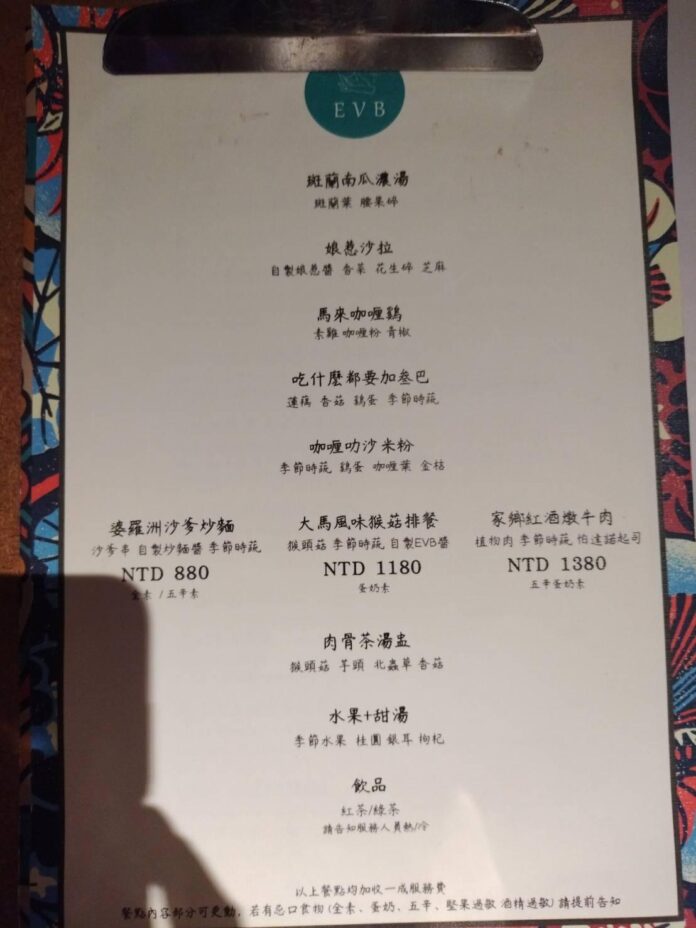 EVB
斑蘭南瓜濃湯
斑蘭葉 腰果碎
娘惹沙拉
自製娘惹醬 香菜 花生碎 芝麻
馬來咖喱鷄
素雞 咖喱粉 青椒
吃什麼都要加叁巴
蓮藕 香菇 鷄蛋 季節時蔬
咖喱叻沙米粉
季節時蔬 鷄蛋 咖喱葉 金桔
婆羅洲沙爹炒麵
沙爹串 自製炒麵醬 季節時蔬
NTD 880
全素 / 五辛素
大馬風味猴菇排餐
猴頭菇 季節時蔬 自製EVB醬
NTD 1180
蛋奶素
家鄉紅酒燉牛肉
植物肉 季節時蔬 帕達諾起司
NTD 1380
五辛蛋奶素
肉骨茶湯盅
猴頭菇 芋頭 北蟲草 香菇
水果+甜湯
季節水果 桂圓 銀耳 枸杞
飲品
紅茶/綠茶
請告知服務人員熱/冷
以上餐點均加收一成服務費
餐點內容部分可更動，若有忌口食物 (全素、蛋奶、五辛、堅果過敏 酒精過敏) 請提前告知